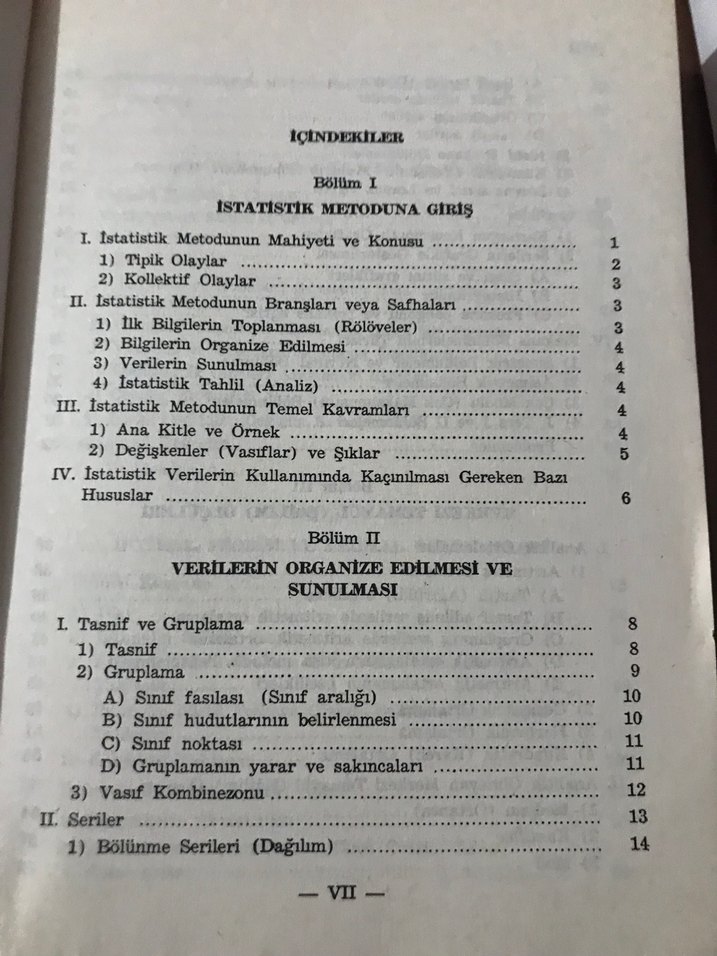 İÇİNDEKİLER
Bölüm I
İSTATİSTİK METODUNA GİRİŞ
I. İstatistik Metodunun Mahiyeti ve Konusu ........................... 1
1) Tipik Olaylar ............................................................ 2
2) Kollektif Olaylar ....................................................... 3
II. İstatistik Metodunun Branşları veya Safhaları ..................... 3
1) İlk Bilgilerin Toplanması (Rölöveler) ........................... 3
2) Bilgilerin Organize Edilmesi ........................................ 4
3) Verilerin Sunulması ................................................... 4
4) İstatistik Tahlil (Analiz) ............................................. 4
III. İstatistik Metodunun Temel Kavramları ............................. 4
1) Ana Kitle ve Örnek .................................................... 4
2) Değişkenler (Vasıflar) ve Şıklar ................................... 5
IV. İstatistik Verilerin Kullanımında Kaçınılması Gereken Bazı
Hususlar ........................................................................ 6
Bölüm II
VERİLERİN ORGANİZE EDİLMESİ VE
SUNULMASI
I. Tasnif ve Gruplama ........................................................ 8
1) Tasnif ...................................................................... 8
2) Gruplama ................................................................. 9
A) Sınıf fasılası (Sınıf aralığı) ..................................... 10
B) Sınıf hudutlarının belirlenmesi ................................ 10
C) Sınıf noktası ......................................................... 11
D) Gruplamanın yarar ve sakıncaları ............................ 11
3) Vasıf Kombinezonu .................................................... 12
II. Seriler .......................................................................... 13
1) Bölünme Serileri (Dağılım) .......................................... 14
— VII —